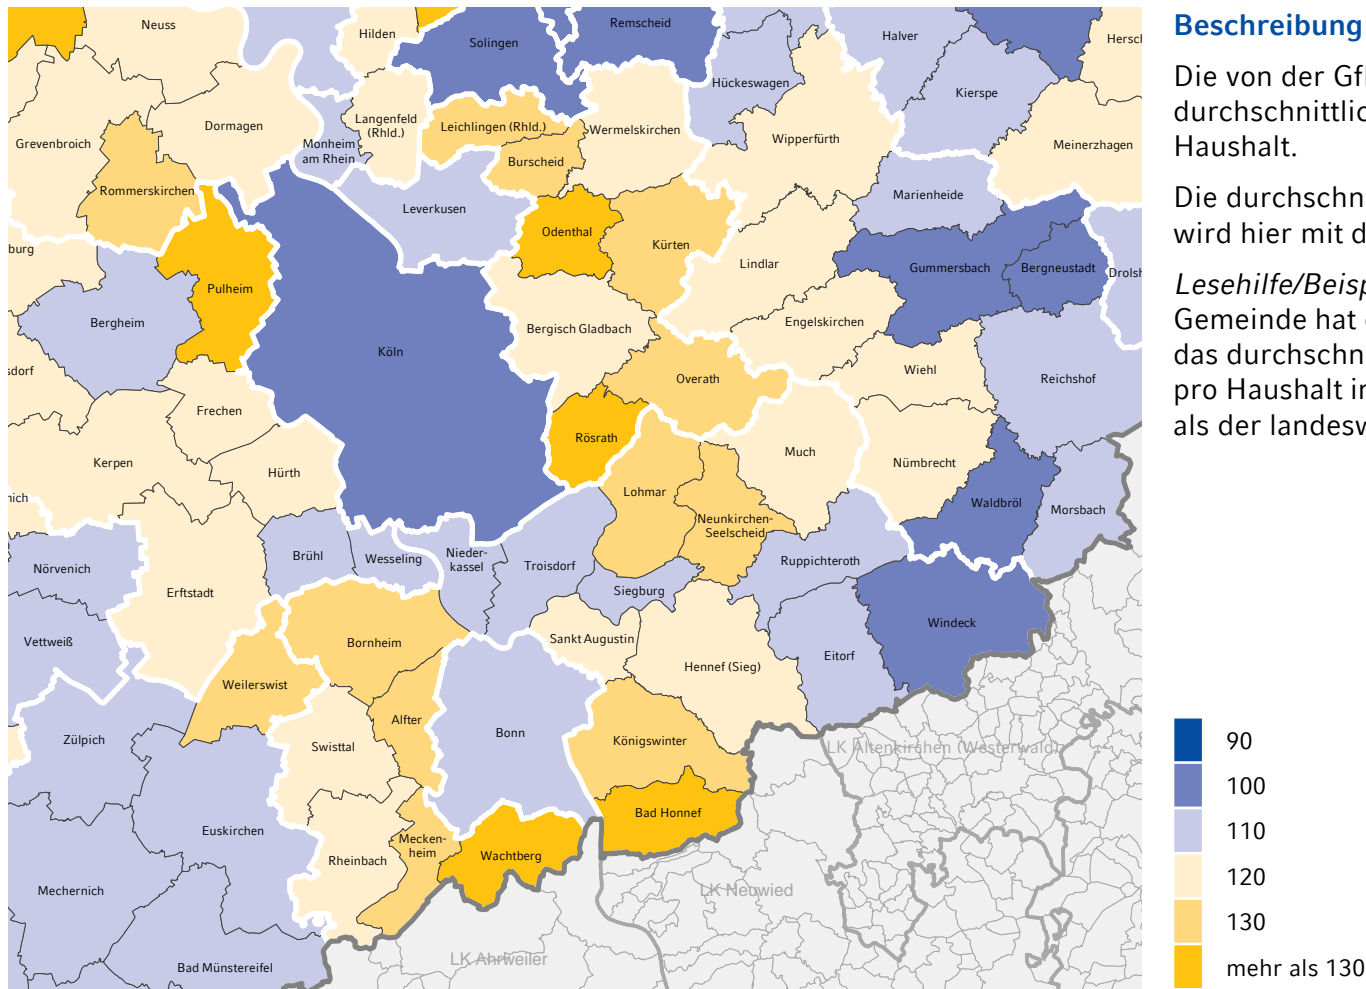 Neuss
Hilden
Solingen
Remscheid
Halver
Hersch
Hückeswagen
Kierspe
Grevenbroich
Dormagen
Monheim
am Rhein
Langenfeld
(Rhld.)
Leichlingen (Rhld.)
Burscheid
Wermelskirchen
Wipperfürth
Meinerzhagen
Rommerskirchen
Leverkusen
Odenthal
Kürten
Marienheide
burg
Bergheim
Pulheim
Köln
Bergisch Gladbach
Lindlar
Gummersbach
Bergneustadt
Drolsh
Engelskirchen
sdorf
Frechen
Overath
Wiehl
Reichshof
Kerpen
Hürth
Rösrath
Much
Nümbrecht
nich
Lohmar
Neunkirchen-
Seelscheid
Waldbröl
Morsbach
Nörvenich
Brühl
Wesseling
Nieder-
kassel
Troisdorf
Siegburg
Ruppichteroth
Erftstadt
Vettweiß
Bornheim
Sankt Augustin
Hennef (Sieg)
Eitorf
Windeck
Weilerswist
Alfter
Zülpich
Swisttal
Bonn
Königswinter
LK Altenkirchen (Westerwald)
Euskirchen
Bad Honnef
Mechernich
Rheinbach
Mecken-
heim
Wachtberg
LK Neuwied
Bad Münstereifel
LK Ahrweiler
Beschreibung
Die von der Gf
durchschnittlic
Haushalt.
Die durchschn
wird hier mit d
Lesehilfe/Beisp
Gemeinde hat
das durchschn
pro Haushalt i
als der landesw
90
100
110
120
130
mehr als 130